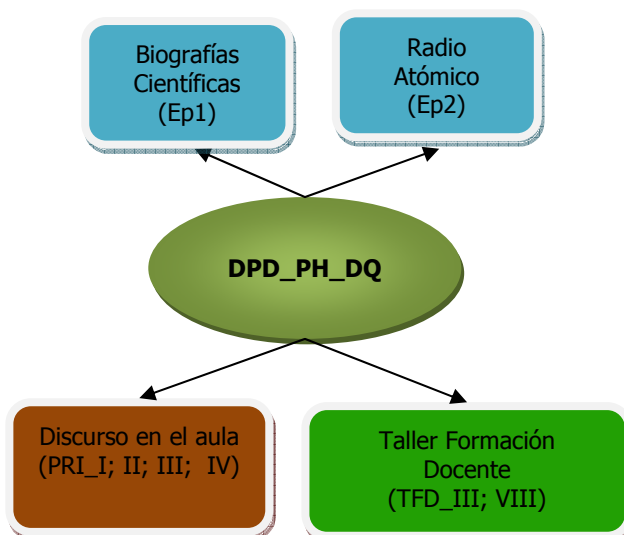 Biografías
Científicas
(Ep1)
Radio
Atómico
(Ep2)
DPD_PH_DQ
Discurso en el aula
(PRI_I; II; III; IV)
Taller Formación
Docente
(TFD_III; VIII)